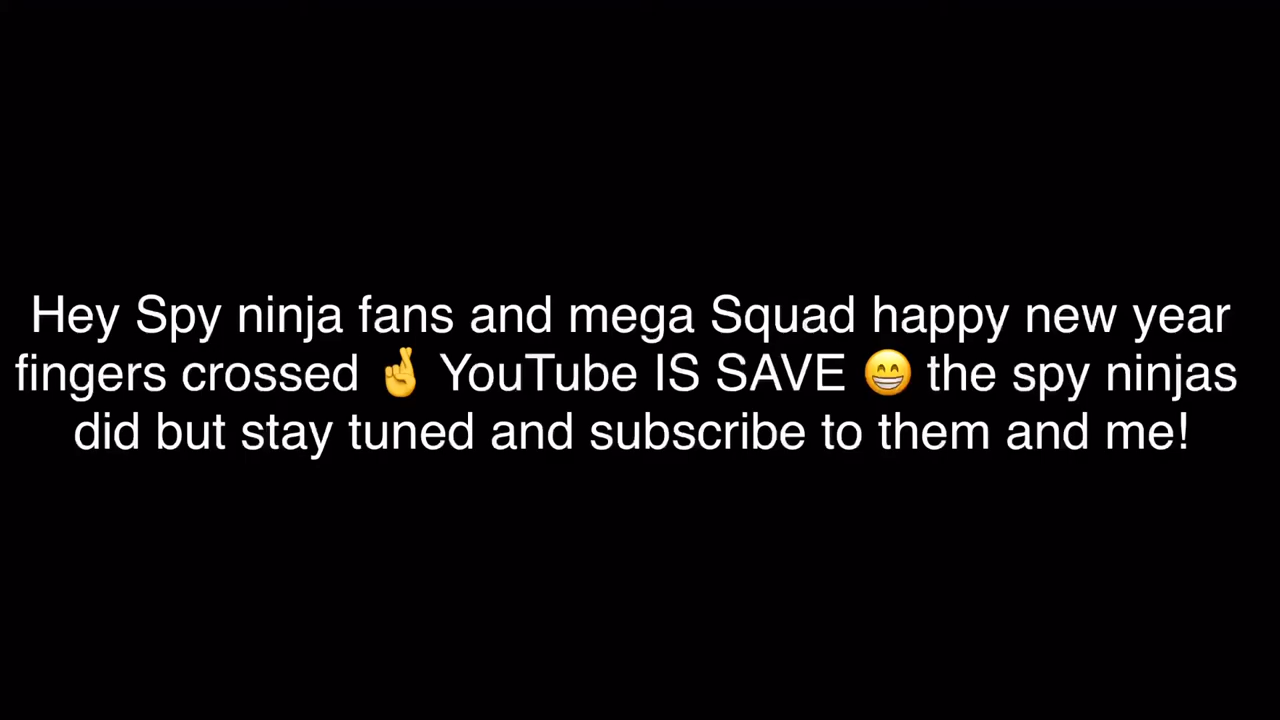 Hey Spy ninja fans and mega Squad happy new year
fingers crossed 🤞 YouTube IS SAVE 😁 the spy ninjas
did but stay tuned and subscribe to them and me!